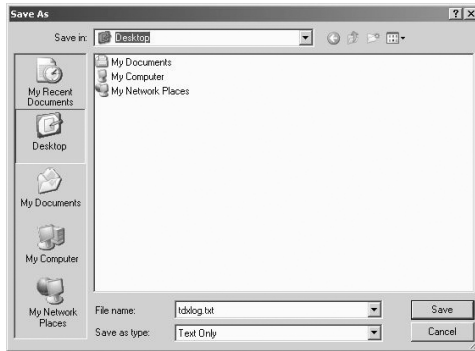 Save As
Save in:
Desktop
My Recent
Documents
Desktop
My Documents
My Computer
My Network
Places
My Documents
My Computer
My Network Places
File name:
tdxlog.txt
Save
Save as type:
Text Only
Cancel